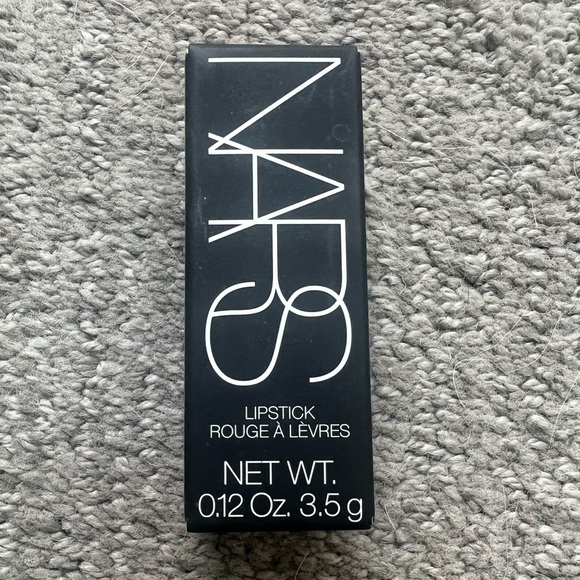 NARS
LIPSTICK
ROUGE À LÈVRES
NET WT.
0.12 Oz. 3.5 g